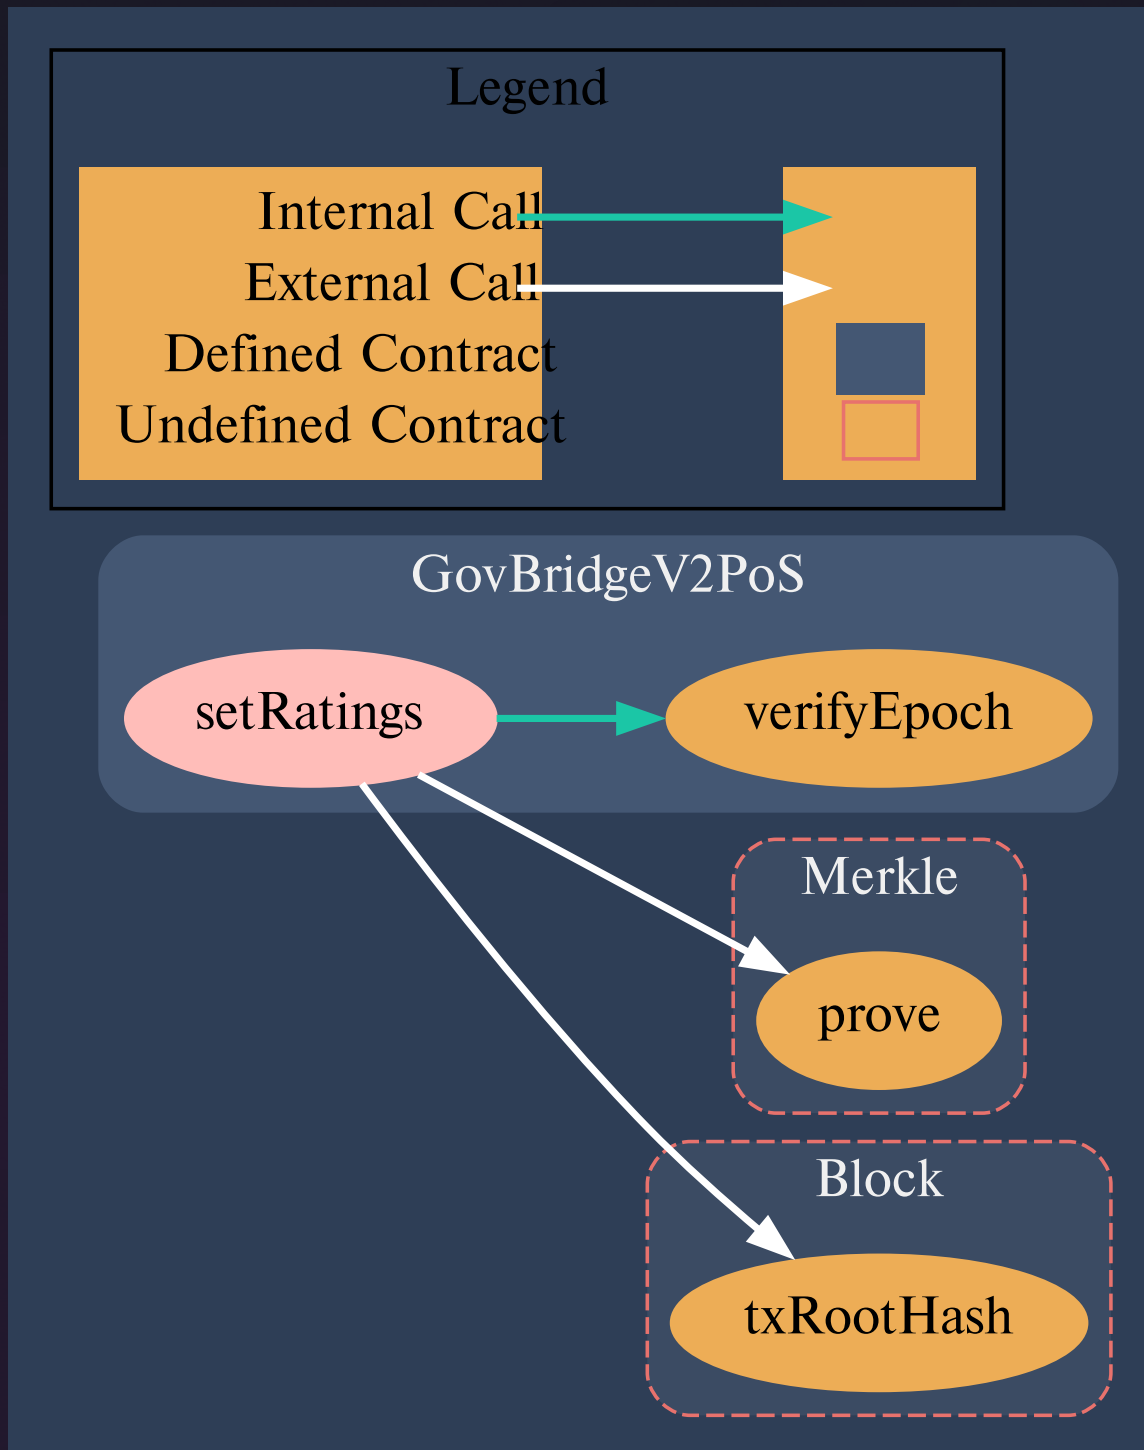 Legend
Internal Call
External Call
Defined Contract
Undefined Contract
GovBridgeV2PoS
setRatings
verifyEpoch
Merkle
prove
Block
txRootHash